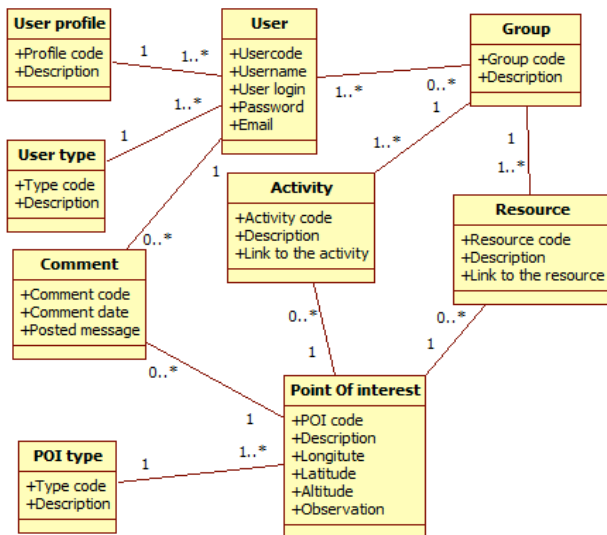 User profile
+Profile code
+Description
User
+Usercode
+Username
+User login
+Password
+Email
Group
+Group code
+Description
1
1..*
1..*
0..*
1..*
1
1
User type
+Type code
+Description
1
1..*
1
1..*
Activity
+Activity code
+Description
+Link to the activity
Resource
+Resource code
+Description
+Link to the resource
0..*
Comment
+Comment code
+Comment date
+Posted message
0..*
0..*
1
1
0..*
Point Of interest
+POI code
+Description
+Longitute
+Latitude
+Altitude
+Observation
1
1..*
1
POI type
+Type code
+Description